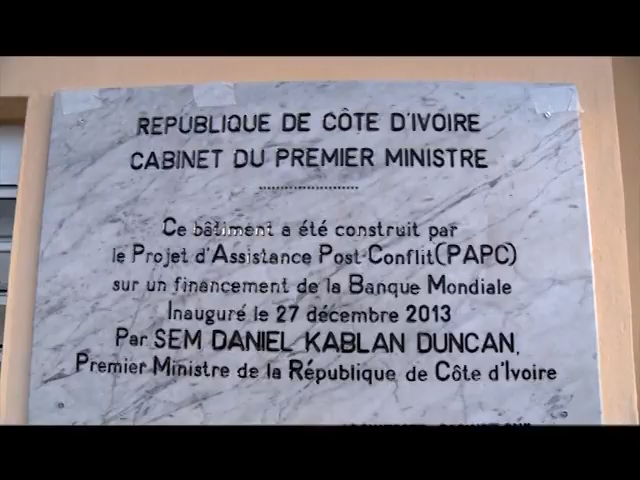 REPUBLIQUE DE CÔTE D'IVOIRE
CABINET DU PREMIER MINISTRE
Ce bâtiment a été construit par
le Projet d'Assistance Post-Conflit(PAPC)
sur un financement de la Banque Mondiale
Inauguré le 27 décembre 2013
Par SEM DANIEL KABLAN DUNCAN,
Premier Ministre de la République de Côte d'Ivoire